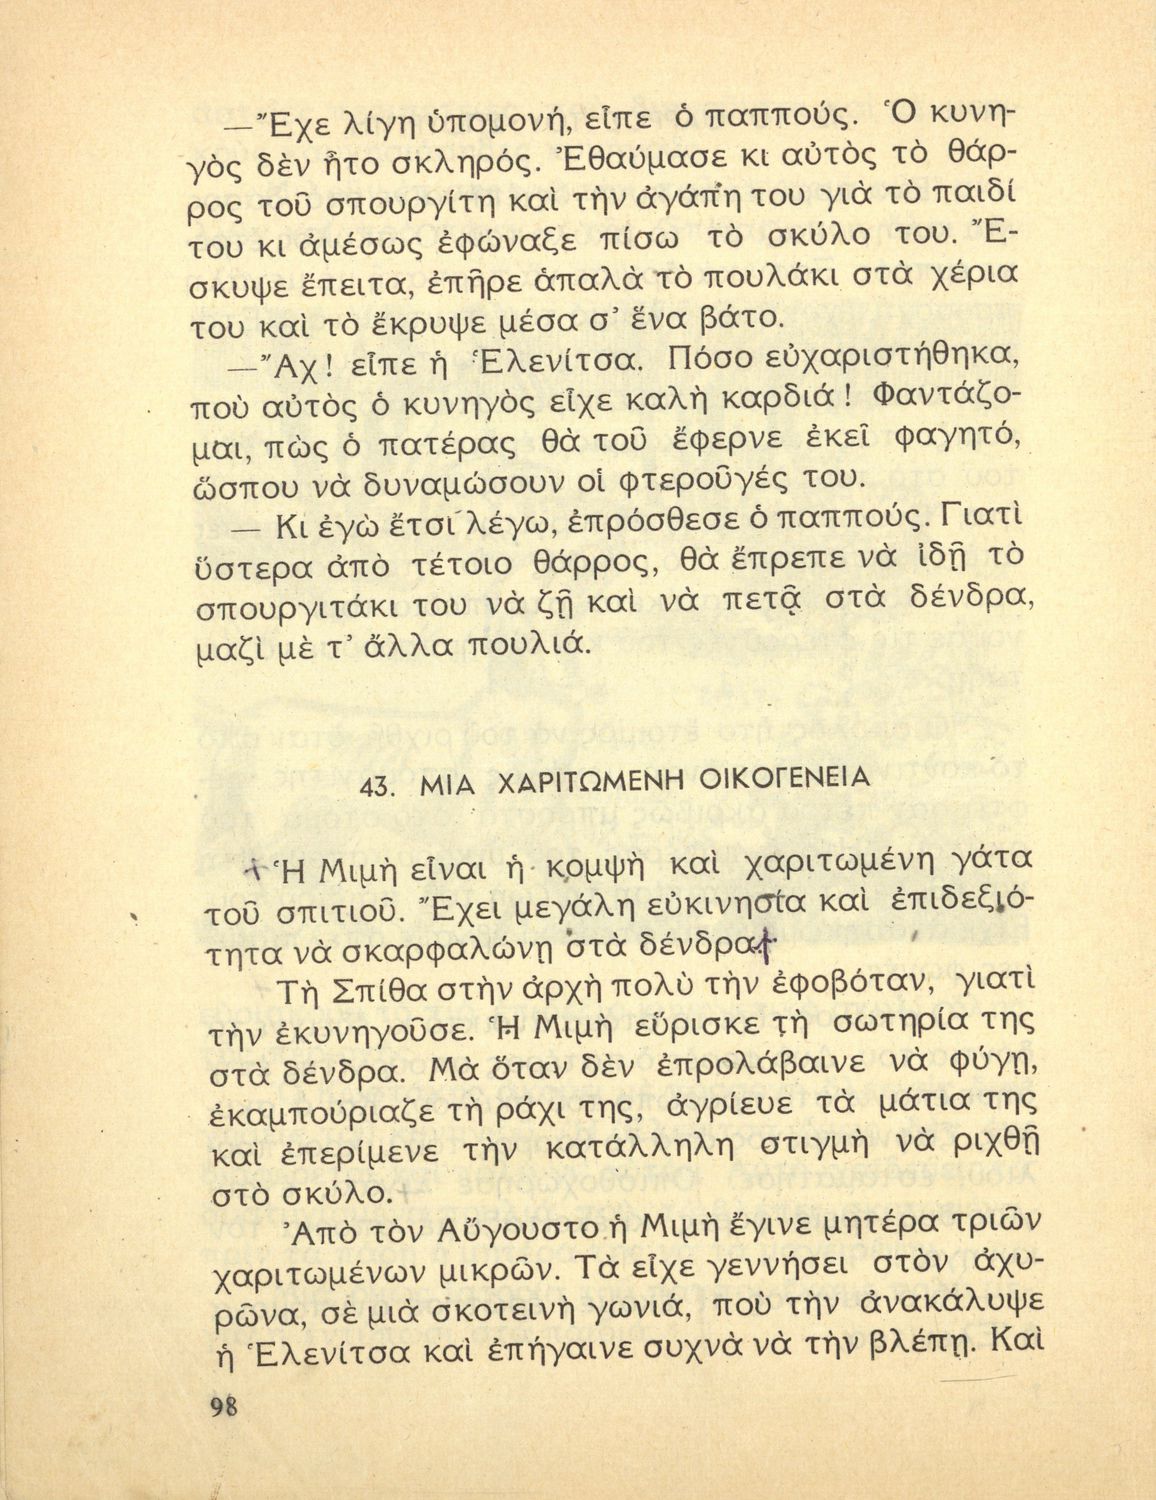 —Ἔχε λίγη ὑπομονή, εἶπε ὁ παππούς. Ὁ κυνη-
γὸς δὲν ἦτο σκληρός. Ἐθαύμασε κι αὐτὸς τὸ θάρ-
ρος τοῦ σπουργίτη καὶ τὴν ἀγάπη του γιὰ τὸ παιδί
του κι ἀμέσως ἐφώναξε πίσω τὸ σκύλο του. Ἔ-
σκυψε ἔπειτα, ἐπῆρε ἁπαλὰ τὸ πουλάκι στὰ χέρια
του καὶ τὸ ἔκρυψε μέσα σ᾽ ἕνα βάτο.
—Ἄχ! εἶπε ἡ Ἑλενίτσα. Πόσο εὐχαριστήθηκα,
ποὺ αὐτὸς ὁ κυνηγὸς εἶχε καλὴ καρδιά! Φαντάζο-
μαι, πὼς ὁ πατέρας θὰ τοῦ ἔφερνε ἐκεῖ φαγητό,
ὥσπου νὰ δυναμώσουν οἱ φτεροῦγές του.
— Κι ἐγὼ ἔτσι λέγω, ἐπρόσθεσε ὁ παππούς. Γιατὶ
ὕστερα ἀπὸ τέτοιο θάρρος, θὰ ἔπρεπε νὰ ἰδῇ τὸ
σπουργιτάκι του νὰ ζῇ καὶ νὰ πετᾷ στὰ δένδρα,
μαζὶ μὲ τ᾽ ἄλλα πουλιά.
43. ΜΙΑ ΧΑΡΙΤΩΜΕΝΗ ΟΙΚΟΓΕΝΕΙΑ
Ἡ Μιμὴ εἶναι ἡ κομψὴ καὶ χαριτωμένη γάτα
τοῦ σπιτιοῦ. Ἔχει μεγάλη εὐκινησία καὶ ἐπιδεξιό-
τητα νὰ σκαρφαλώνῃ στὰ δένδρα.
Τὴ Σπίθα στὴν ἀρχὴ πολὺ τὴν ἐφοβόταν, γιατὶ
τὴν ἐκυνηγοῦσε. Ἡ Μιμὴ εὕρισκε τὴ σωτηρία της
στὰ δένδρα. Μὰ ὅταν δὲν ἐπρολάβαινε νὰ φύγῃ,
ἐκαμπούριαζε τὴ ράχι της, ἀγρίευε τὰ μάτια της
καὶ ἐπερίμενε τὴν κατάλληλη στιγμὴ νὰ ριχθῇ
στὸ σκύλο.
Ἀπὸ τὸν Αὔγουστο ἡ Μιμὴ ἔγινε μητέρα τριῶν
χαριτωμένων μικρῶν. Τὰ εἶχε γεννήσει στὸν ἀχυ-
ρῶνα, σὲ μιὰ σκοτεινὴ γωνιά, ποὺ τὴν ἀνακάλυψε
ἡ Ἑλενίτσα καὶ ἐπήγαινε συχνὰ νὰ τὴν βλέπῃ. Καὶ
98